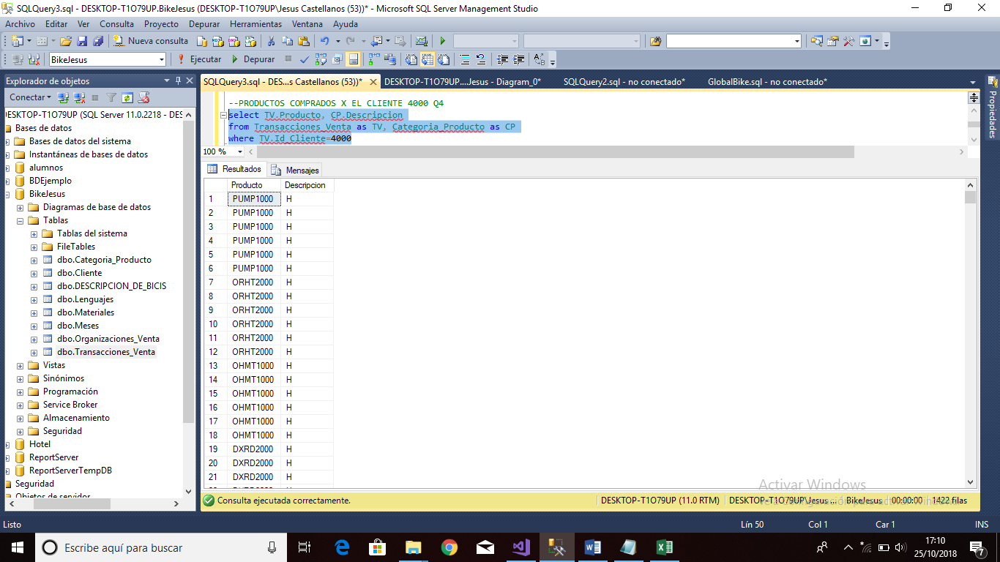 SQLQuery3.sql - DESKTOP-T1O79UP.BikeJesus (DESKTOP-T1O79UP\Jesus Castellanos (53))* - Microsoft SQL Server Management Studio
Archivo Editar Ver Consulta Proyecto Depurar Herramientas Ventana Ayuda
Nueva consulta
BikeJesus Ejecutar Depurar
Explorador de objetos
Conectar
ESKTOP-T1O79UP (SQL Server 11.0.2218 - DES
Bases de datos
Bases de datos del sistema
Instantáneas de bases de datos
alumnos
BDEjemplo
BikeJesus
Diagramas de base de datos
Tablas
Tablas del sistema
FileTables
dbo.Categoria_Producto
dbo.Cliente
dbo.DESCRIPCION_DE_BICIS
dbo.Lenguajes
dbo.Materiales
dbo.Meses
dbo.Organizaciones_Venta
dbo.Transacciones_Venta
Vistas
Sinónimos
Programación
Service Broker
Almacenamiento
Seguridad
Hotel
ReportServer
ReportServerTempDB
Seguridad
Objetos de servidor
SQLQuery3.sql - DES...s Castellanos (53))* DESKTOP-T1O79UP....Jesus - Diagram_0* SQLQuery2.sql - no conectado* GlobalBike.sql - no conectado*
--PRODUCTOS COMPRADOS X EL CLIENTE 4000 Q4
select TV.Producto, CP.Descripcion
from Transacciones_Venta as TV, Categoria_Producto as CP
where TV.Id_Cliente=4000
100 %
Resultados Mensajes
Producto Descripcion
1 PUMP1000 H
2 PUMP1000 H
3 PUMP1000 H
4 PUMP1000 H
5 PUMP1000 H
6 PUMP1000 H
7 ORHT2000 H
8 ORHT2000 H
9 ORHT2000 H
10 ORHT2000 H
11 ORHT2000 H
12 ORHT2000 H
13 OHMT1000 H
14 OHMT1000 H
15 OHMT1000 H
16 OHMT1000 H
17 OHMT1000 H
18 OHMT1000 H
19 DXRD2000 H
20 DXRD2000 H
21 DXRD2000 H
Propiedades
Activar Windows
Consulta ejecutada correctamente. DESKTOP-T1O79UP (11.0 RTM) DESKTOP-T1O79UP\Jesus ... BikeJesus 00:00:00 1422 filas
Listo Lín 50 Col 1 Car 1 INS
Escribe aquí para buscar
17:10
25/10/2018
7